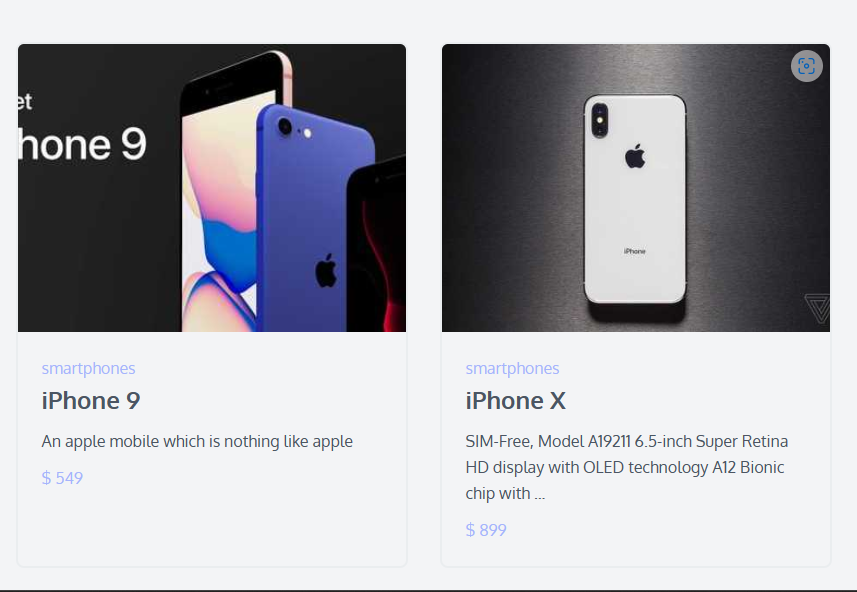 et
hone 9
iPhone
smartphones
iPhone 9
An apple mobile which is nothing like apple
$ 549
smartphones
iPhone X
SIM-Free, Model A19211 6.5-inch Super Retina
HD display with OLED technology A12 Bionic
chip with ...
$ 899